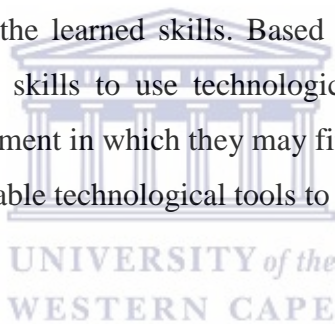 the learned skills. Based
skills to use technologic
ment in which they may fi
able technological tools to
UNIVERSITY of the
WESTERN CAPE